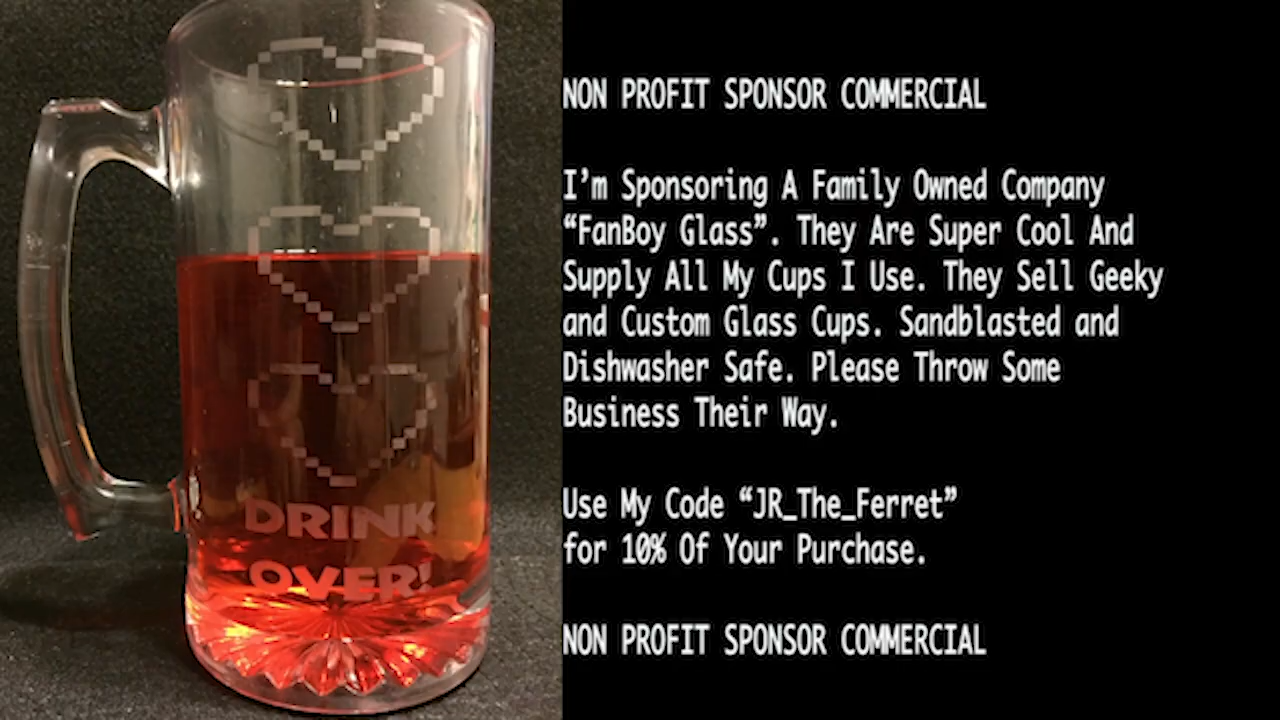 DRINK
OVER!
NON PROFIT SPONSOR COMMERCIAL
I'm Sponsoring A Family Owned Company
“FanBoy Glass”. They Are Super Cool And
Supply All My Cups I Use. They Sell Geeky
and Custom Glass Cups. Sandblasted and
Dishwasher Safe. Please Throw Some
Business Their Way.
Use My Code “JR_The_Ferret”
for 10% Of Your Purchase.
NON PROFIT SPONSOR COMMERCIAL